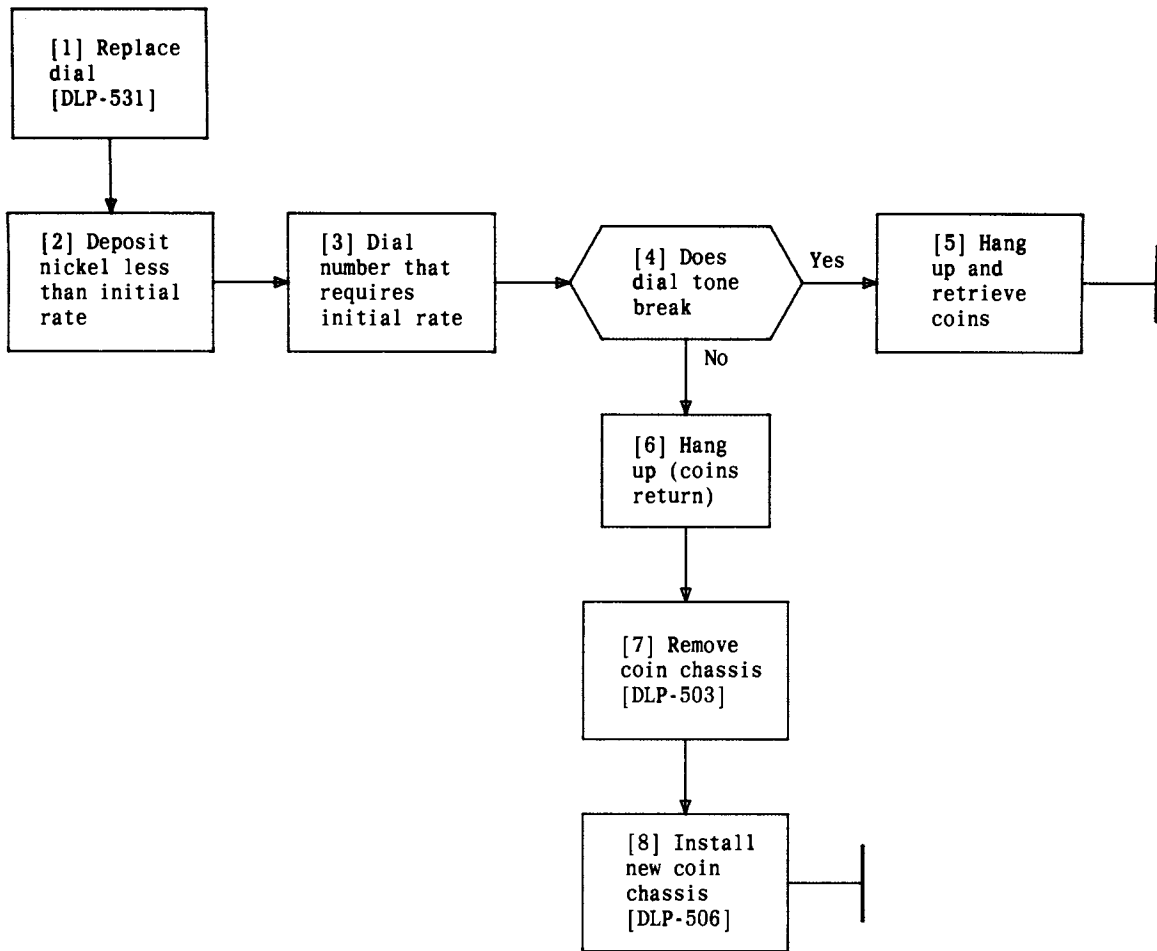 [1] Replace
dial
[DLP-531]
[2] Deposit
nickel less
than initial
rate
[3] Dial
number that
requires
initial rate
[4] Does
dial tone
break
Yes
[5] Hang
up and
retrieve
coins
No
[6] Hang
up (coins
return)
[7] Remove
coin chassis
[DLP-503]
[8] Install
new coin
chassis
[DLP-506]